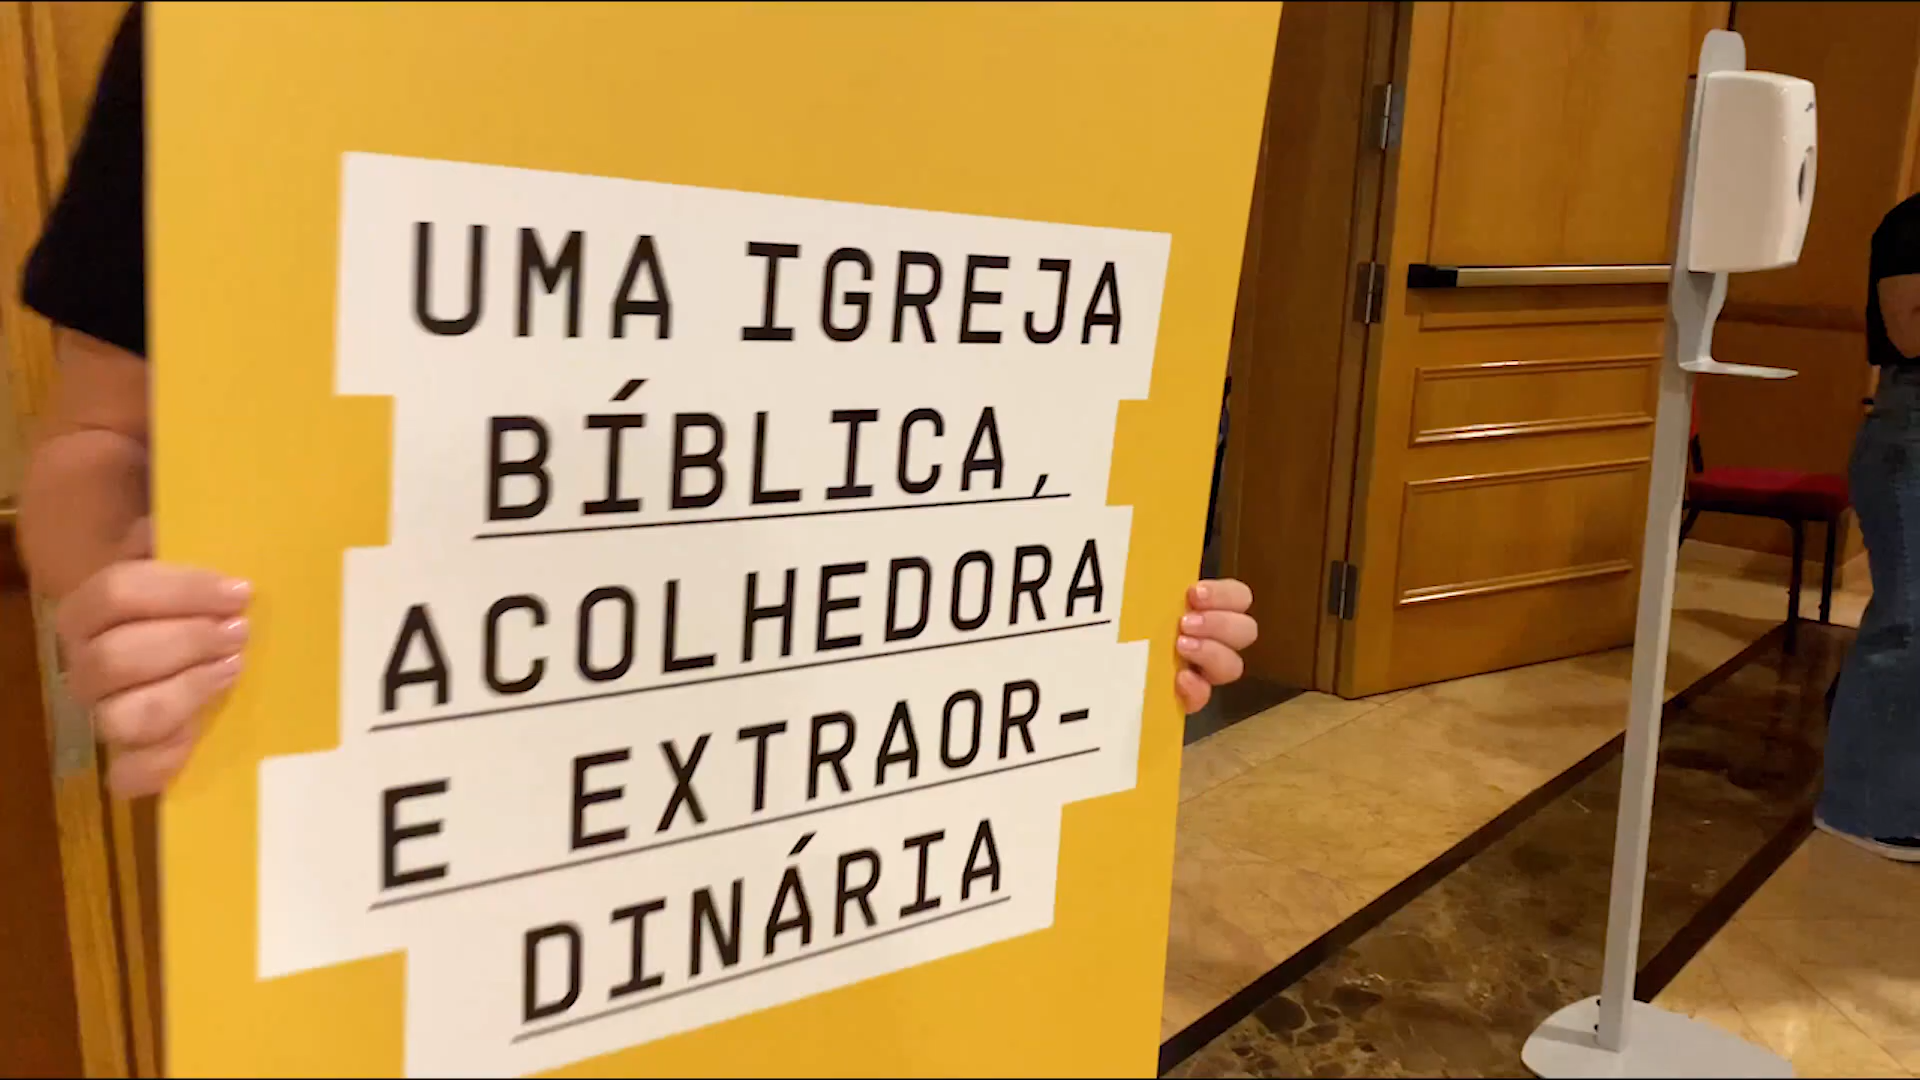 UMA IGREJA
BÍBLICA,
ACOLHEDORA
E EXTRAOR-
DINÁRIA